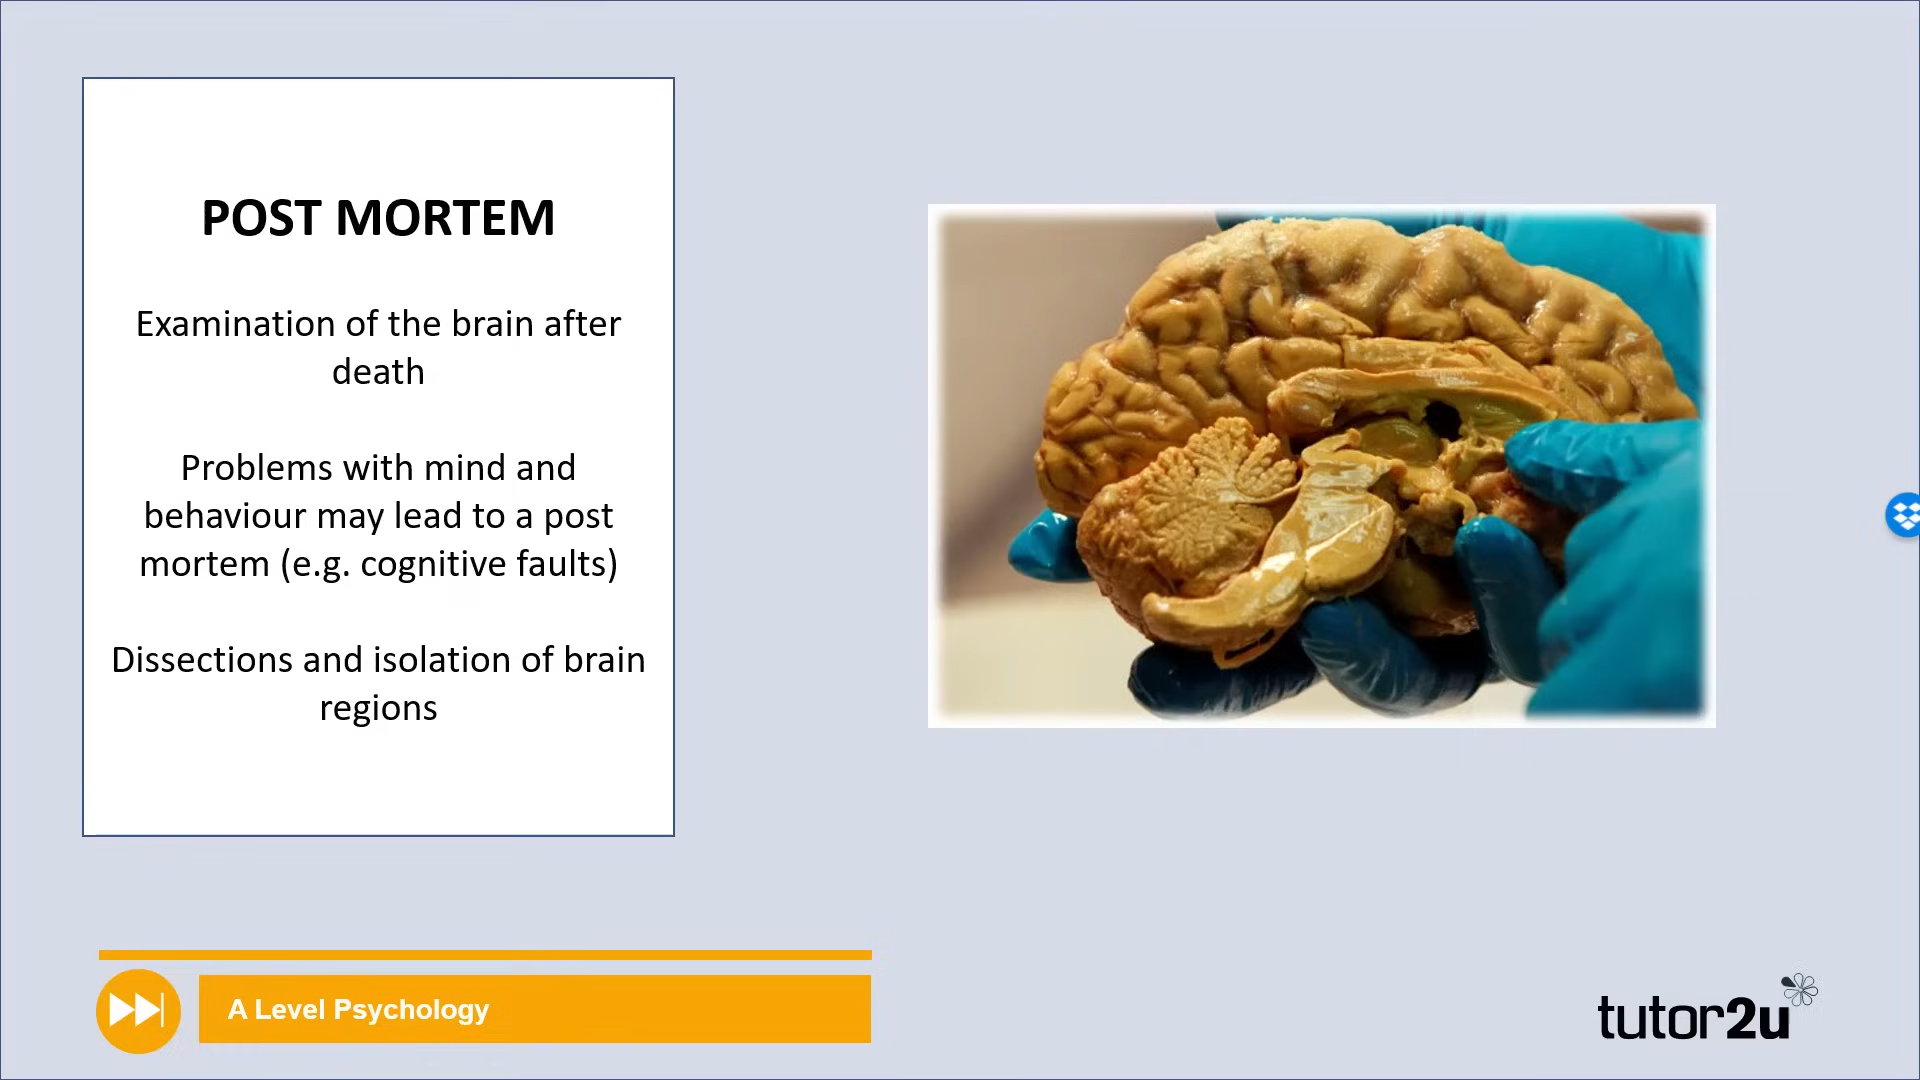 POST MORTEM
Examination of the brain after
death
Problems with mind and
behaviour may lead to a post
mortem (e.g. cognitive faults)
Dissections and isolation of brain
regions
A Level Psychology
tutor2u